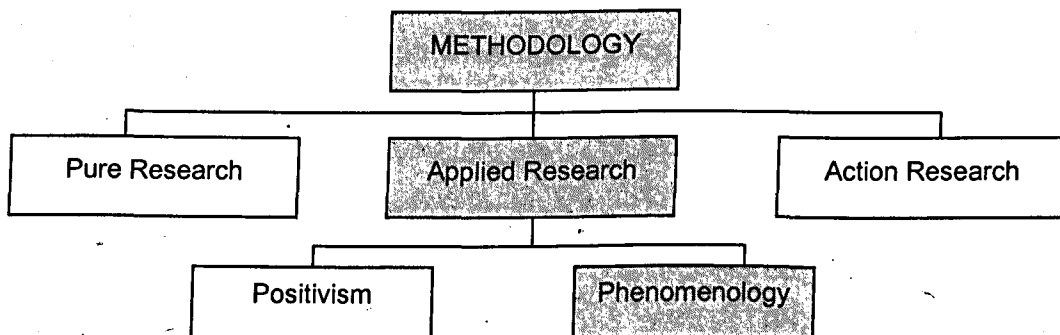 METHODOLOGY
Pure Research
Applied Research
Action Research
Positivism
Phenomenology